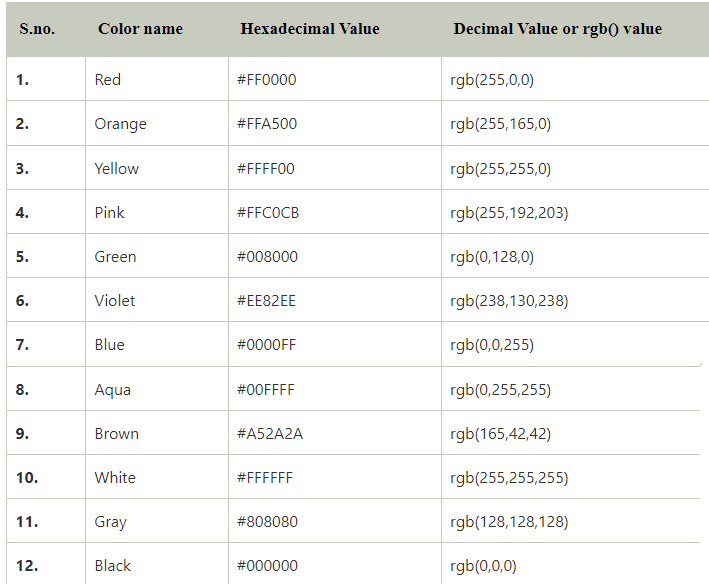 S.no. Color name Hexadecimal Value Decimal Value or rgb() value
1. Red #FF0000 rgb(255,0,0)
2. Orange #FFA500 rgb(255,165,0)
3. Yellow #FFFF00 rgb(255,255,0)
4. Pink #FFC0CB rgb(255,192,203)
5. Green #008000 rgb(0,128,0)
6. Violet #EE82EE rgb(238,130,238)
7. Blue #0000FF rgb(0,0,255)
8. Aqua #00FFFF rgb(0,255,255)
9. Brown #A52A2A rgb(165,42,42)
10. White #FFFFFF rgb(255,255,255)
11. Gray #808080 rgb(128,128,128)
12. Black #000000 rgb(0,0,0)